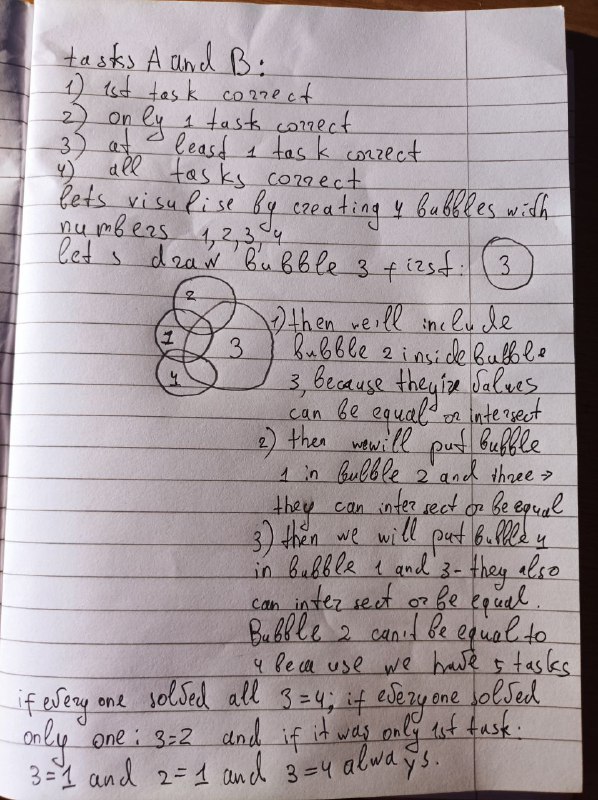 tasks A and B:
1) 1st task correct
2) only 1 task correct
3) at least 1 task correct
4) all tasks correct
lets visulise by creating 4 bubbles with
numbers 1,2,3,4
let s draw bubble 3 first: 3
2
1
3
4
1) then we'll include
bubble 2 inside bubble
3, because they're values
can be equal or intersect
2) then we will put bubble
1 in bubble 2 and three →
they can intersect or be equal
3) then we will put bubble 4
in bubble 1 and 3 - they also
can intersect or be equal.
Bubble 2 can't be equal to
4 because we have 5 tasks
if everyone solved all 3=4; if everyone solved
only one: 3=2 and if it was only 1st task:
3=1 and 2=1 and 3=4 always.